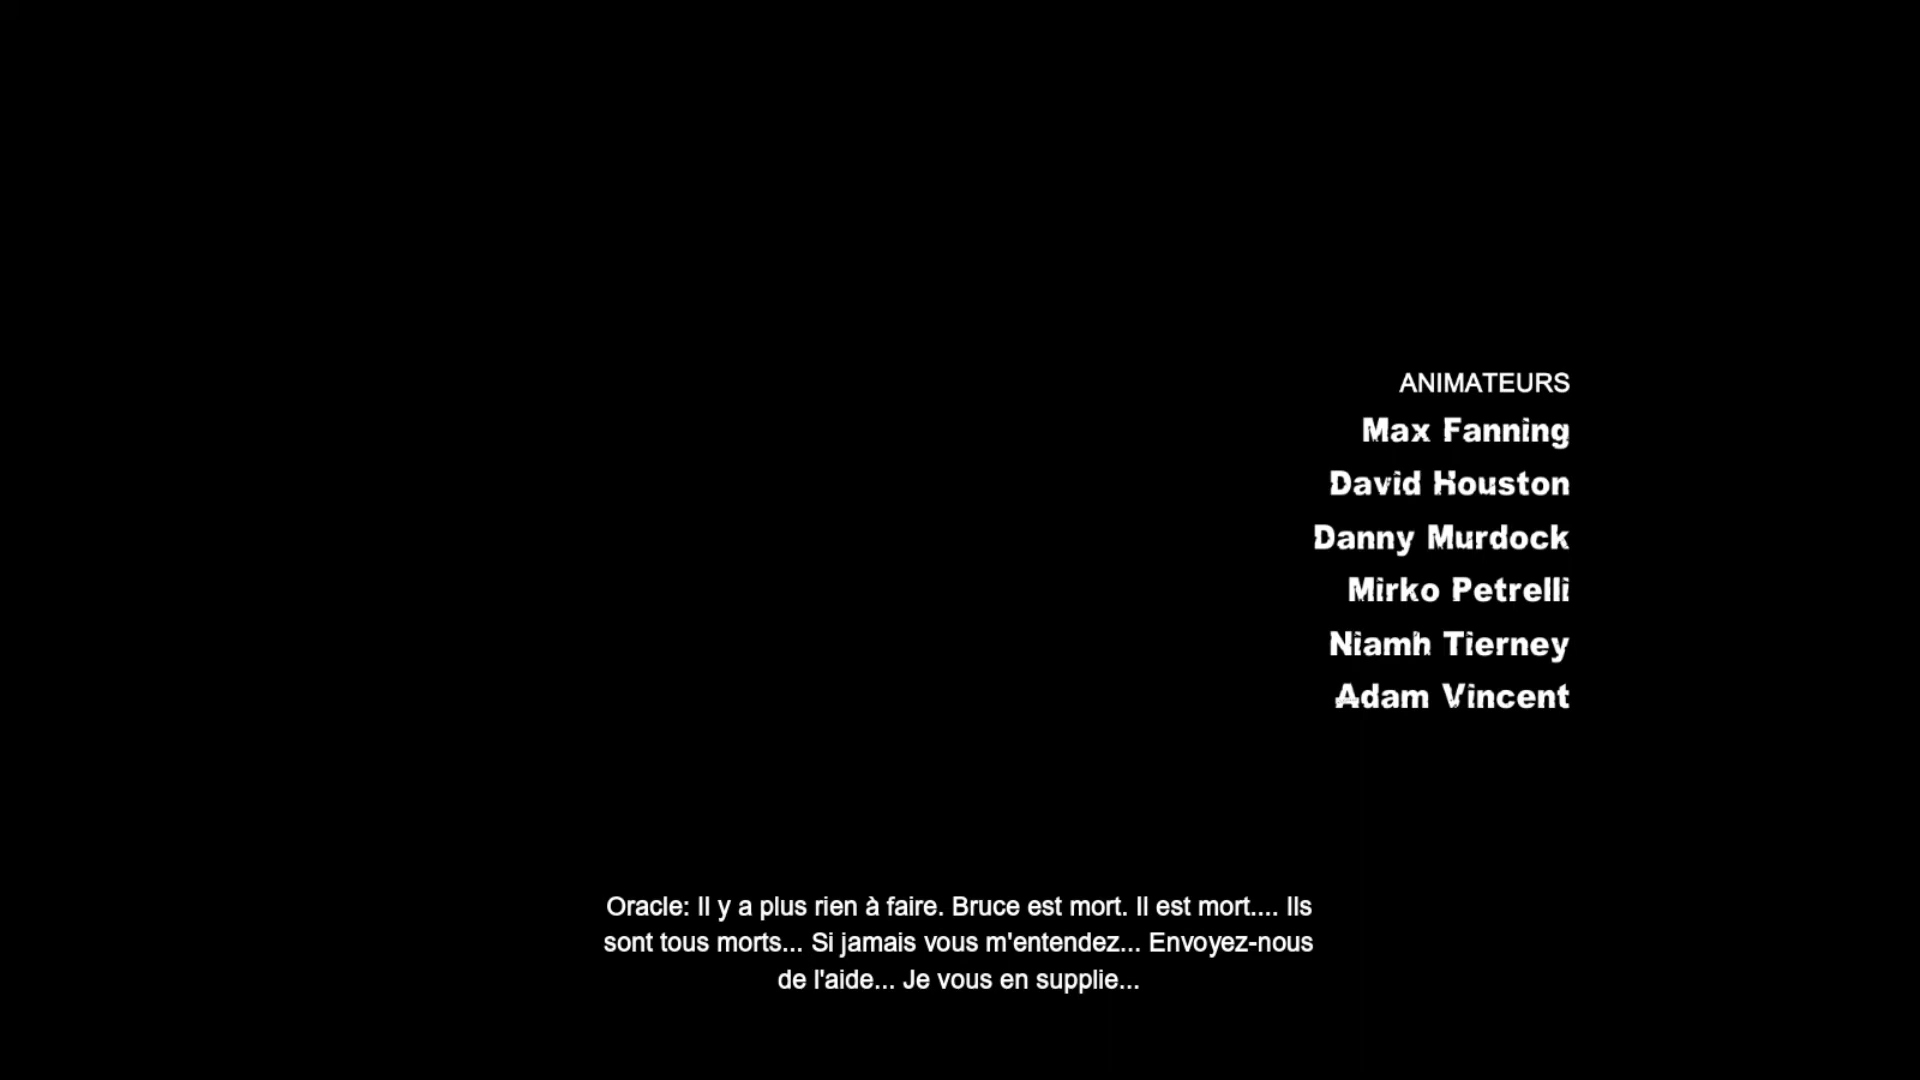 ANIMATEURS
Max Fanning
David Houston
Danny Murdock
Mirko Petrelli
Niamh Tierney
Adam Vincent
Oracle: Il y a plus rien à faire. Bruce est mort. Il est mort.... Ils
sont tous morts... Si jamais vous m'entendez... Envoyez-nous
de l'aide... Je vous en supplie...